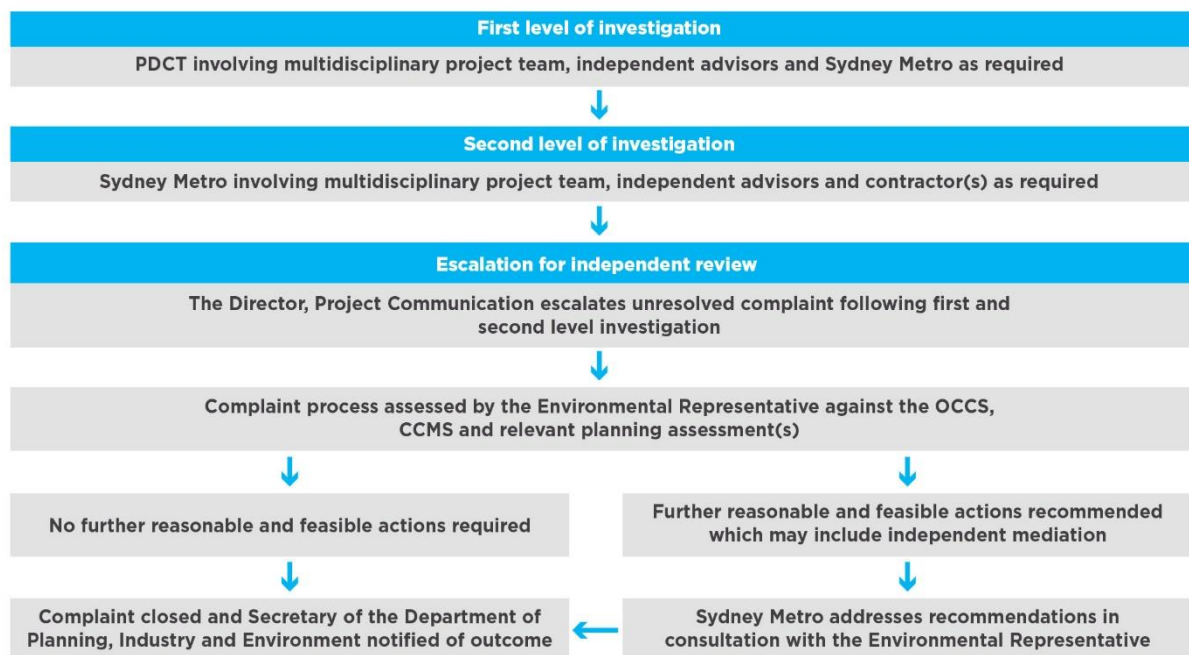 First level of investigation
PDCT involving multidisciplinary project team, independent advisors and Sydney Metro as required
Second level of investigation
Sydney Metro involving multidisciplinary project team, independent advisors and contractor(s) as required
Escalation for independent review
The Director, Project Communication escalates unresolved complaint following first and
second level investigation
Complaint process assessed by the Environmental Representative against the OCCS,
CCMS and relevant planning assessment(s)
No further reasonable and feasible actions required
Further reasonable and feasible actions recommended
which may include independent mediation
Complaint closed and Secretary of the Department of
Planning, Industry and Environment notified of outcome
Sydney Metro addresses recommendations in
consultation with the Environmental Representative